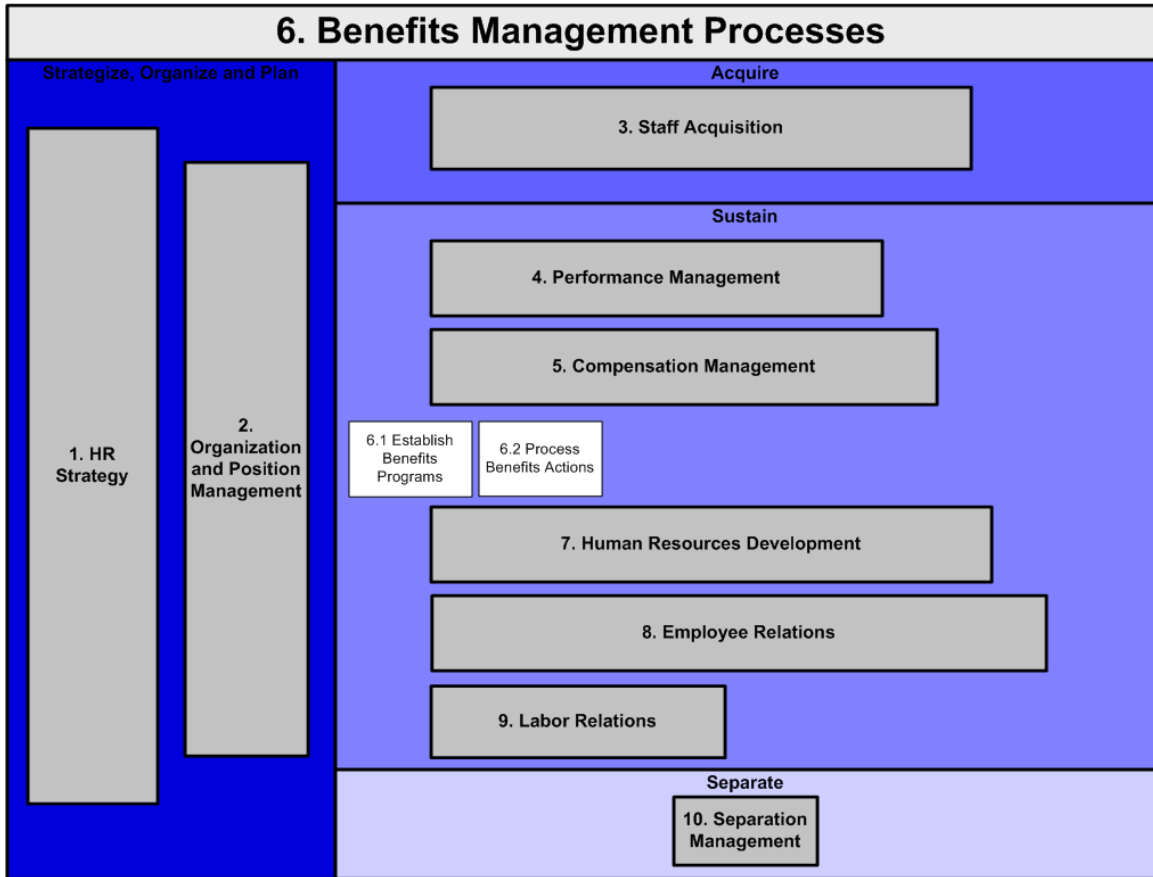 6. Benefits Management Processes
Strategize, Organize and Plan
Acquire
3. Staff Acquisition
Sustain
4. Performance Management
5. Compensation Management
1. HR
Strategy
2.
Organization
and Position
Management
6.1 Establish
Benefits
Programs
6.2 Process
Benefits Actions
7. Human Resources Development
8. Employee Relations
9. Labor Relations
Separate
10. Separation
Management